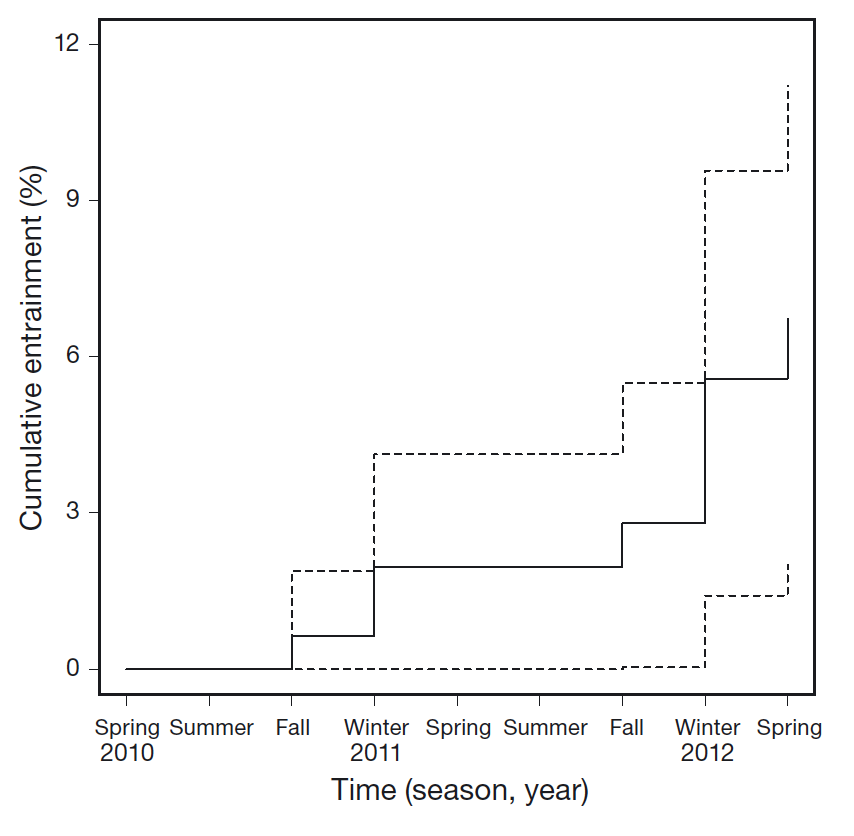 12
9
6
3
0
Cumulative entrainment (%)
Spring Summer Fall Winter Spring Summer Fall Winter Spring
2010 2011 2012
Time (season, year)